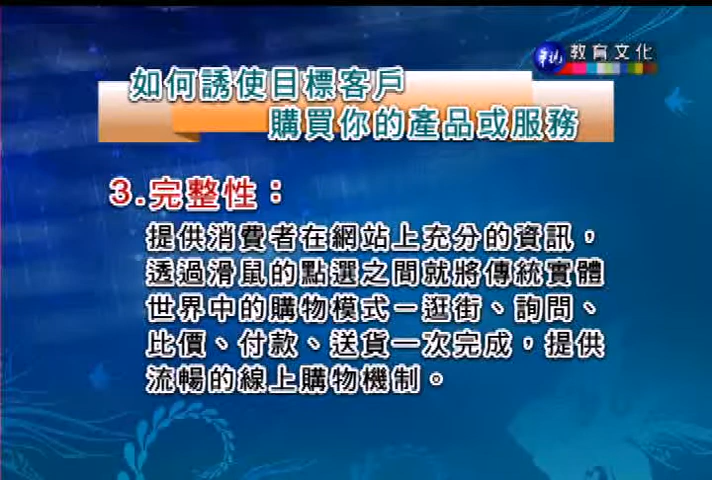 華視 教育文化
如何誘使目標客戶
購買你的產品或服務
3.完整性：
提供消費者在網站上充分的資訊，
透過滑鼠的點選之間就將傳統實體
世界中的購物模式－逛街、詢問、
比價、付款、送貨一次完成，提供
流暢的線上購物機制。